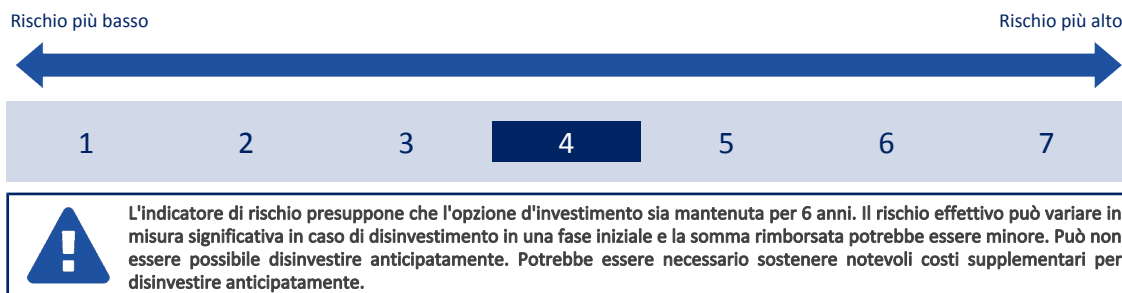 Rischio più basso Rischio più alto
1 2 3 4 5 6 7
L'indicatore di rischio presuppone che l'opzione d'investimento sia mantenuta per 6 anni. Il rischio effettivo può variare in
misura significativa in caso di disinvestimento in una fase iniziale e la somma rimborsata potrebbe essere minore. Può non
essere possibile disinvestire anticipatamente. Potrebbe essere necessario sostenere notevoli costi supplementari per
disinvestire anticipatamente.